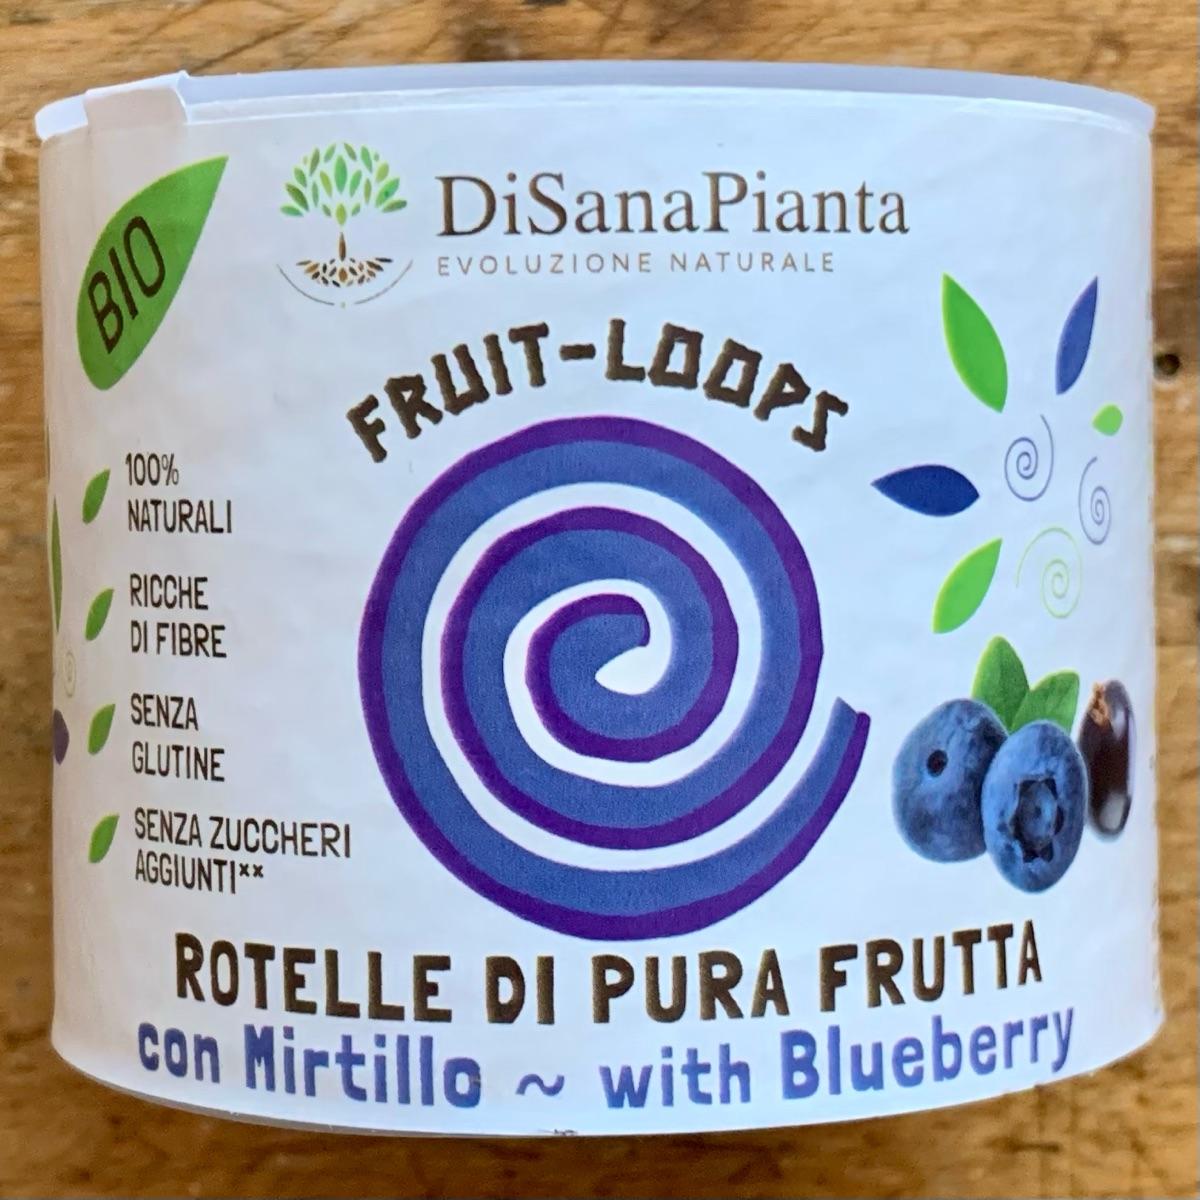 BIO
DiSanaPianta
EVOLUZIONE NATURALE
FRUIT-LOOPS
100%
NATURALI
RICCHE
DI FIBRE
SENZA
GLUTINE
SENZA ZUCCHERI
AGGIUNTI**
ROTELLE DI PURA FRUTTA
con Mirtillo ~ with Blueberry